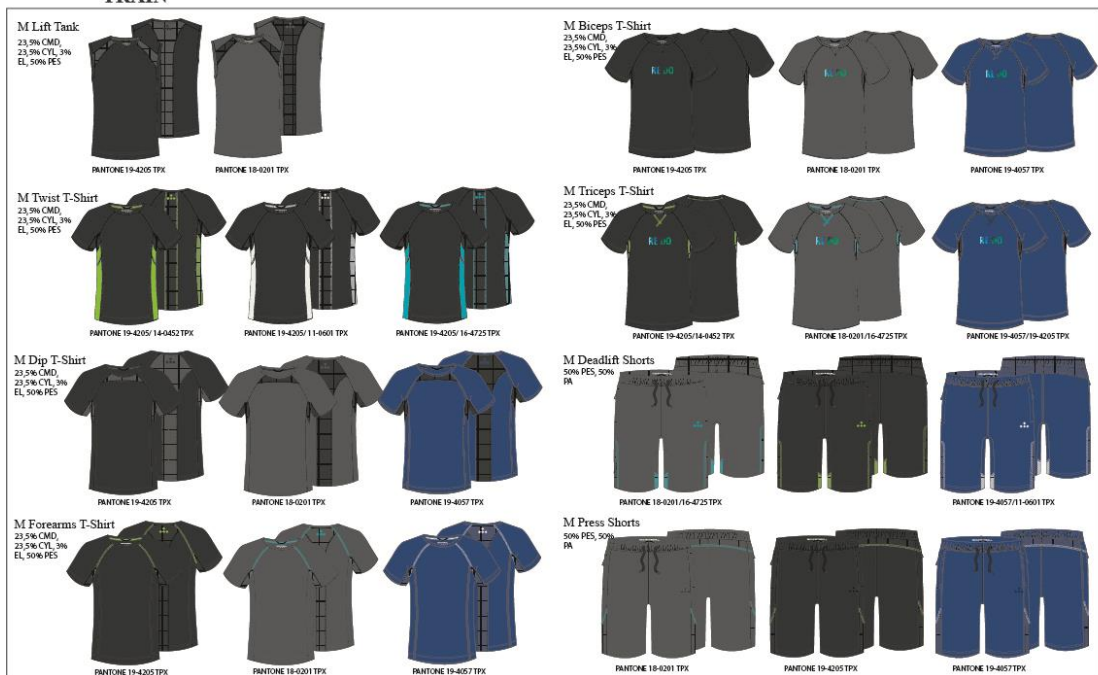 TRAIN
M Lift Tank
23,5% CMD,
23,5% CYL, 3%
EL, 50% PES
PANTONE 19-4205 TPX
PANTONE 18-0201 TPX
M Twist T-Shirt
23,5% CMD,
23,5% CYL, 3%
EL, 50% PES
PANTONE 19-4205/ 14-0452 TPX
PANTONE 19-4205/ 11-0601 TPX
PANTONE 19-4205/ 16-4725 TPX
M Dip T-Shirt
23,5% CMD,
23,5% CYL, 3%
EL, 50% PES
PANTONE 19-4205 TPX
PANTONE 18-0201 TPX
PANTONE 19-4057 TPX
M Forearms T-Shirt
23,5% CMD,
23,5% CYL, 3%
EL, 50% PES
PANTONE 19-4205 TPX
PANTONE 18-0201 TPX
PANTONE 19-4057 TPX
M Biceps T-Shirt
23,5% CMD,
23,5% CYL, 3%
EL, 50% PES
PANTONE 19-4205 TPX
PANTONE 18-0201 TPX
PANTONE 19-4057 TPX
M Triceps T-Shirt
23,5% CMD,
23,5% CYL, 3%
EL, 50% PES
PANTONE 19-4205/14-0452 TPX
PANTONE 18-0201/16-4725 TPX
PANTONE 19-4057/19-4205 TPX
M Deadlift Shorts
50% PES, 50%
PA
PANTONE 18-0201/16-4725 TPX
PANTONE 19-4205/14-0452 TPX
PANTONE 19-4057/11-0601 TPX
M Press Shorts
50% PES, 50%
PA
PANTONE 18-0201 TPX
PANTONE 19-4205 TPX
PANTONE 19-4057 TPX